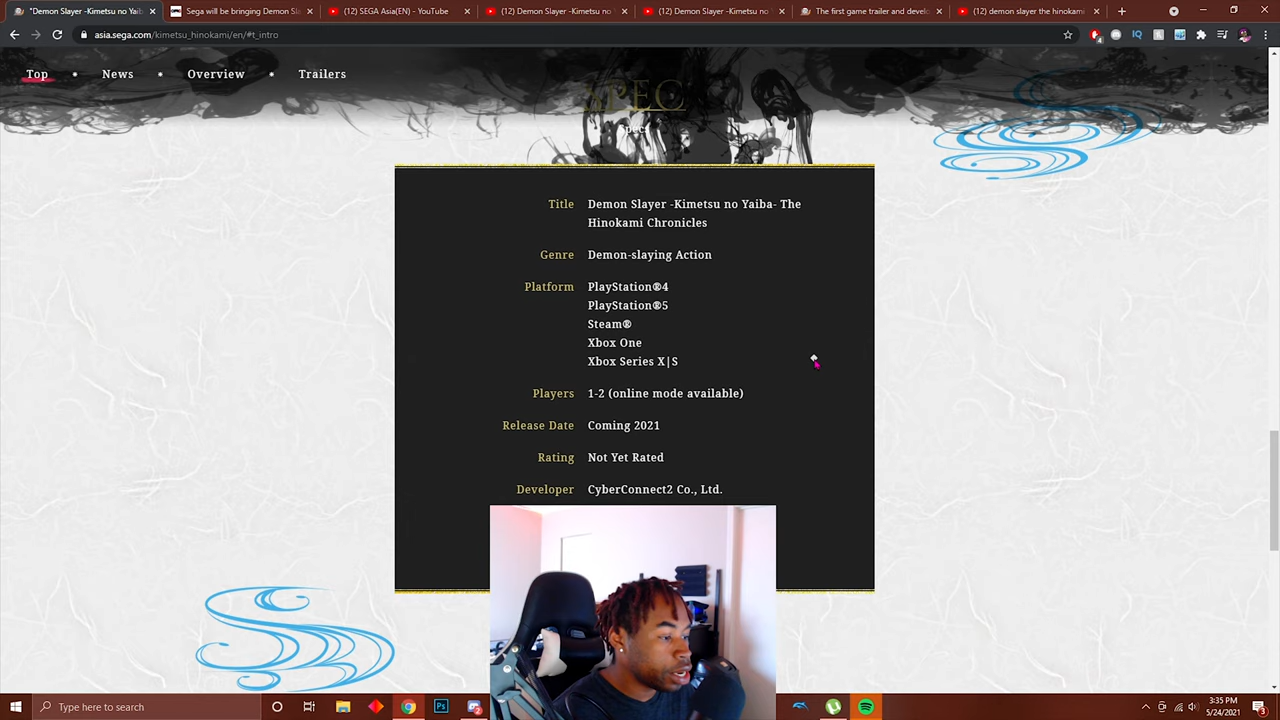 "Demon Slayer -Kimetsu no Yaib
Sega will be bringing Demon Sl
(12) SEGA Asia(EN) - YouTube
(12) Demon Slayer -Kimetsu no
(12) Demon Slayer -Kimetsu no
The first game trailer and devel
(12) demon slayer the hinokam
asia.sega.com/kimetsu_hinokami/en/#t_intro
Top
News
Overview
Trailers
SPEC
Spec
Title
Demon Slayer -Kimetsu no Yaiba- The
Hinokami Chronicles
Genre
Demon-slaying Action
Platform
PlayStation®4
PlayStation®5
Steam®
Xbox One
Xbox Series X|S
Players
1-2 (online mode available)
Release Date
Coming 2021
Rating
Not Yet Rated
Developer
CyberConnect2 Co., Ltd.
Type here to search
3:35 PM
5/24/2021